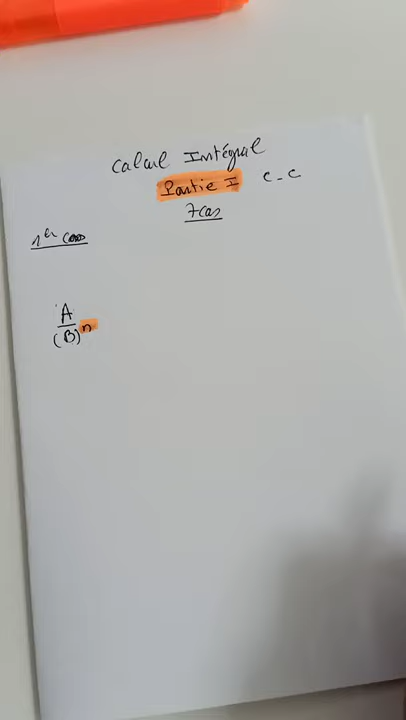 Calcul Intégral
Partie I c-c
7cas
1er cas
A
(B)n